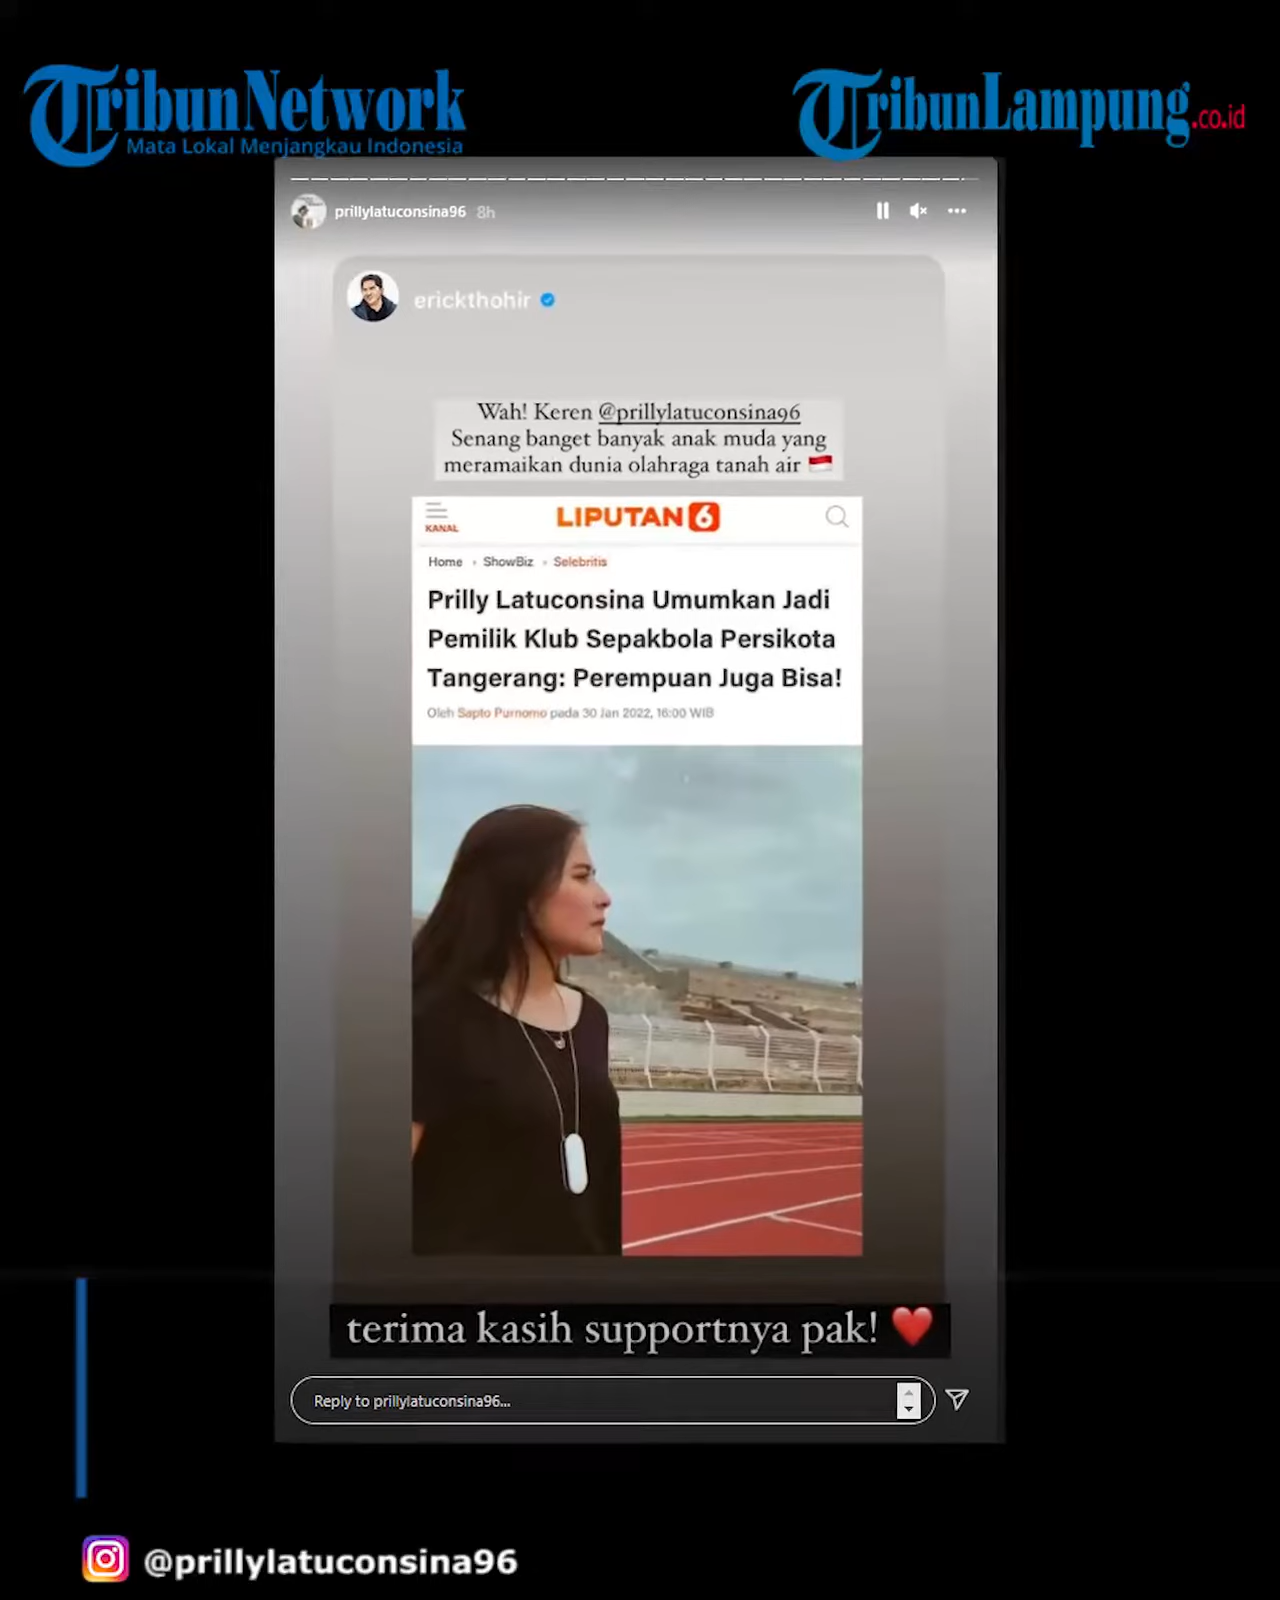 TribunNetwork
Mata Lokal Menjangkau Indonesia
TribunLampung.co.id
prillylatuconsina96 8h
erickthohir
Wah! Keren @prillylatuconsina96
Senang banget banyak anak muda yang
meramaikan dunia olahraga tanah air 🇮🇩
KANAL
LIPUTAN 6
Home • ShowBiz • Selebritis
Prilly Latuconsina Umumkan Jadi
Pemilik Klub Sepakbola Persikota
Tangerang: Perempuan Juga Bisa!
Oleh Sapto Purnomo pada 30 Jan 2022, 16:00 WIB
terima kasih supportnya pak! ❤️
Reply to prillylatuconsina96...
@prillylatuconsina96